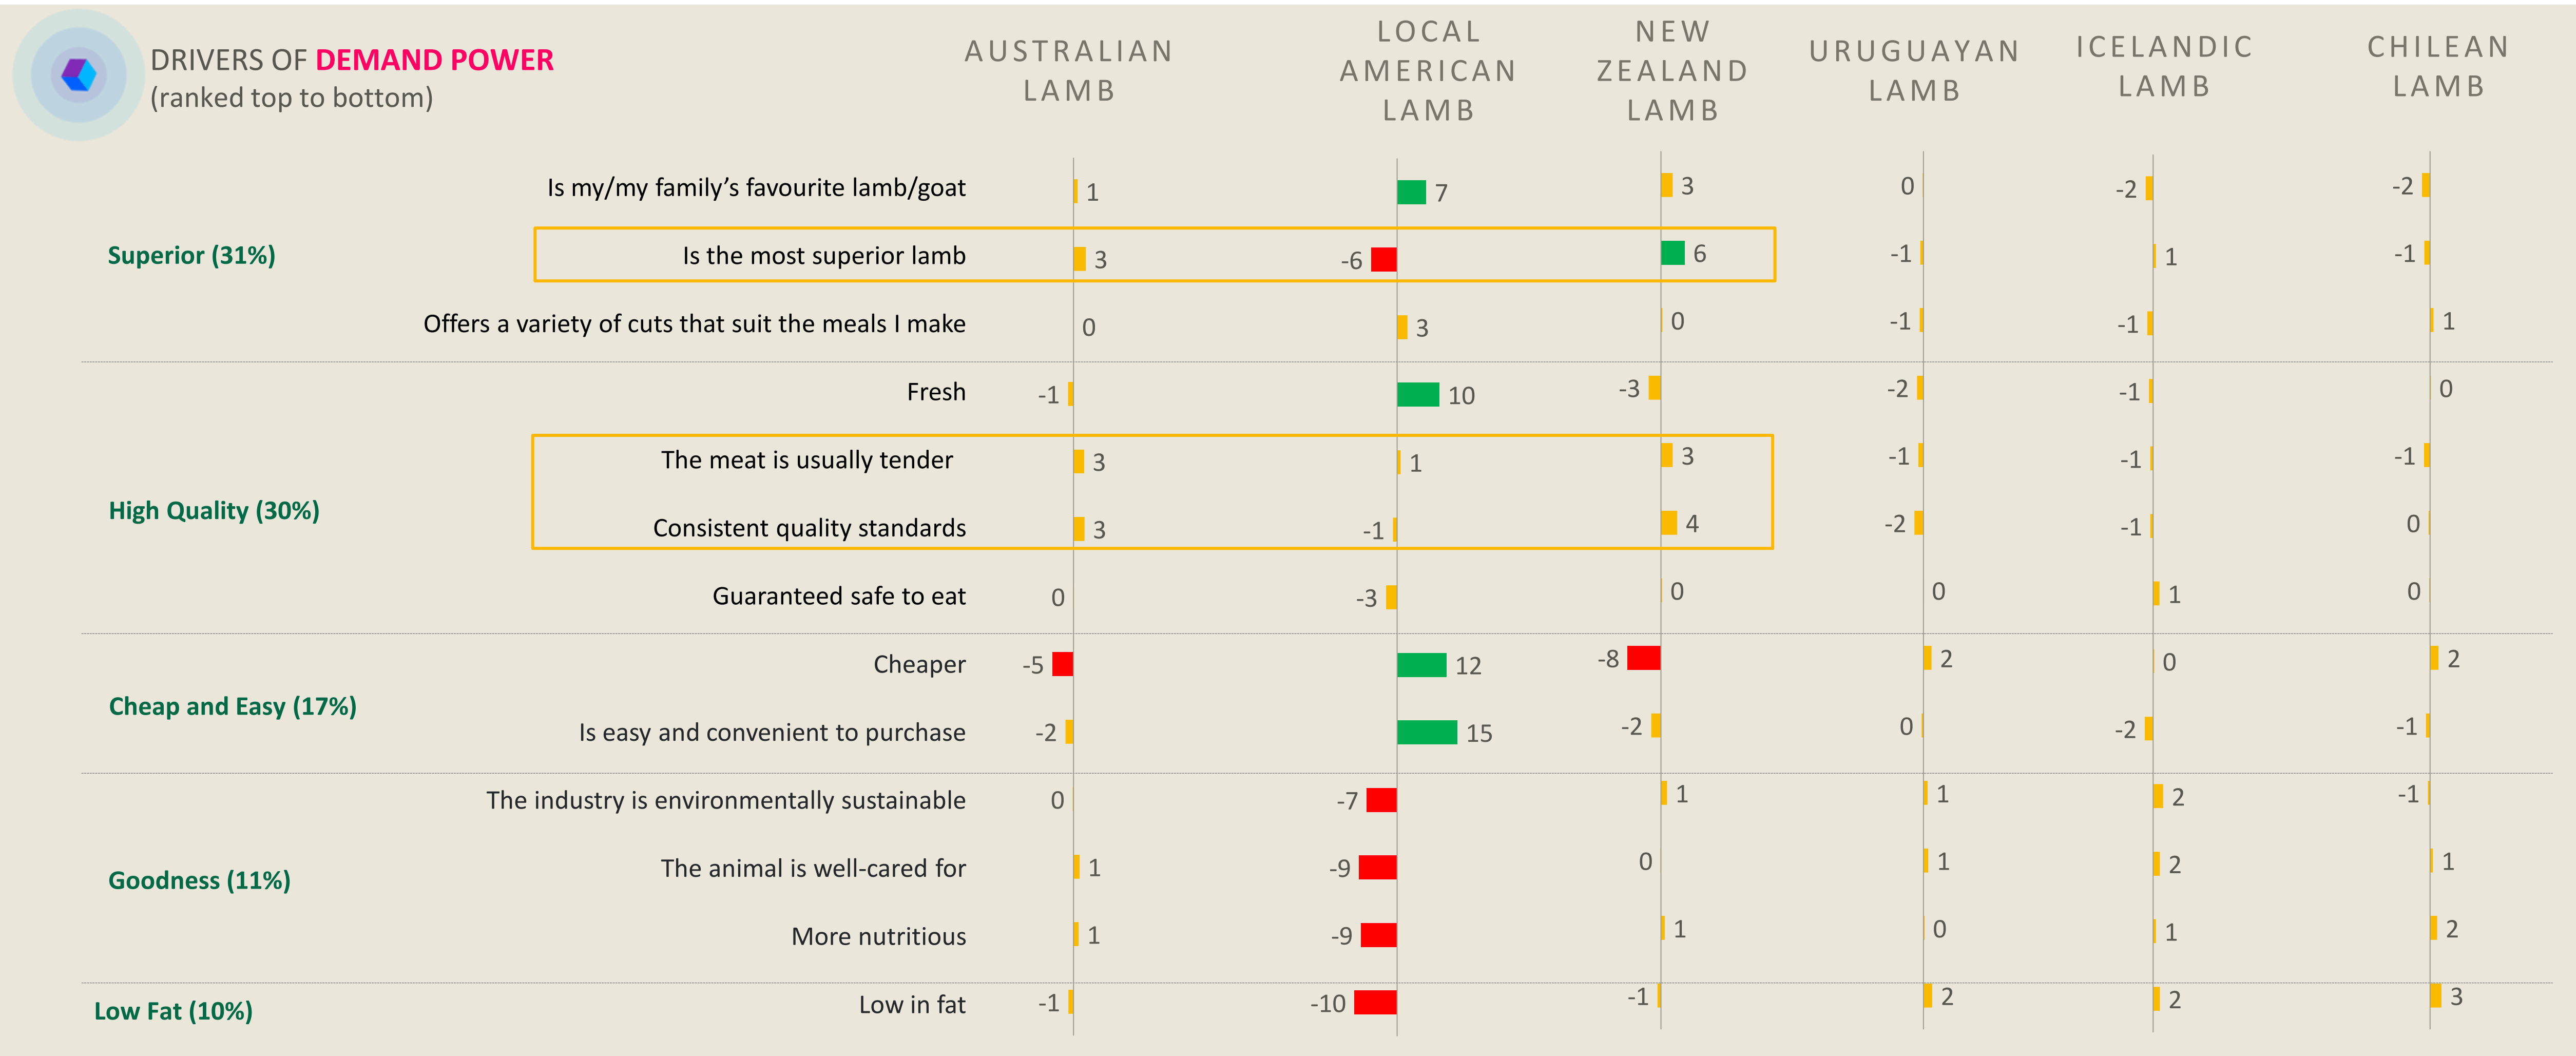 DRIVERS OF DEMAND POWER
(ranked top to bottom)
AUSTRALIAN
LAMB
LOCAL
AMERICAN
LAMB
NEW
ZEALAND
LAMB
URUGUAYAN
LAMB
ICELANDIC
LAMB
CHILEAN
LAMB
Is my/my family’s favourite lamb/goat 1 7 3 0 -2 -2
Superior (31%) Is the most superior lamb 3 -6 6 -1 1 -1
Offers a variety of cuts that suit the meals I make 0 3 0 -1 -1 1
Fresh -1 10 -3 -2 -1 0
The meat is usually tender 3 1 3 -1 -1 -1
High Quality (30%)
Consistent quality standards 3 -1 4 -2 -1 0
Guaranteed safe to eat 0 -3 0 0 1 0
Cheaper -5 12 -8 2 0 2
Cheap and Easy (17%)
Is easy and convenient to purchase -2 15 -2 0 -2 -1
The industry is environmentally sustainable 0 -7 1 1 2 -1
The animal is well-cared for 1 -9 0 1 2 1
Goodness (11%)
More nutritious 1 -9 1 0 1 2
Low Fat (10%) Low in fat -1 -10 -1 2 2 3